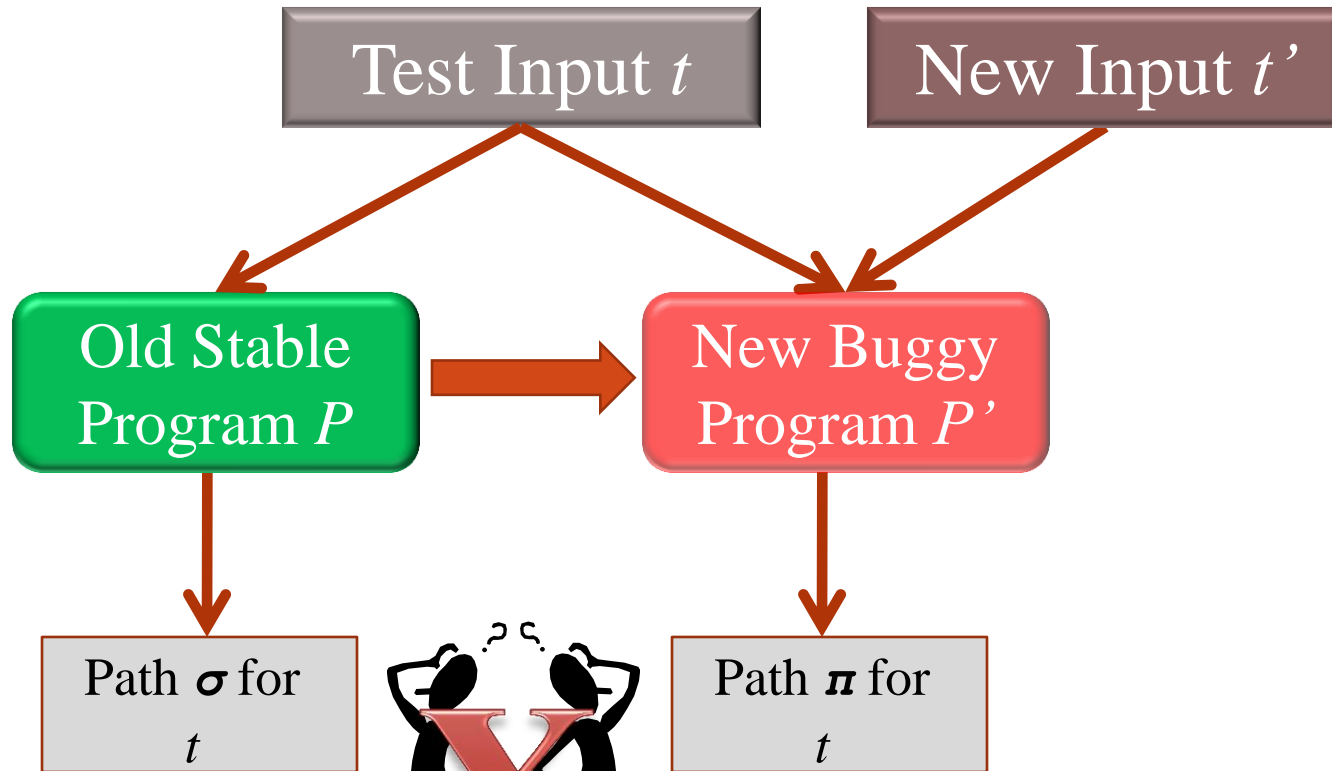 Test Input t
New Input t’
Old Stable
Program P
New Buggy
Program P’
Path σ for
t
Path π for
t